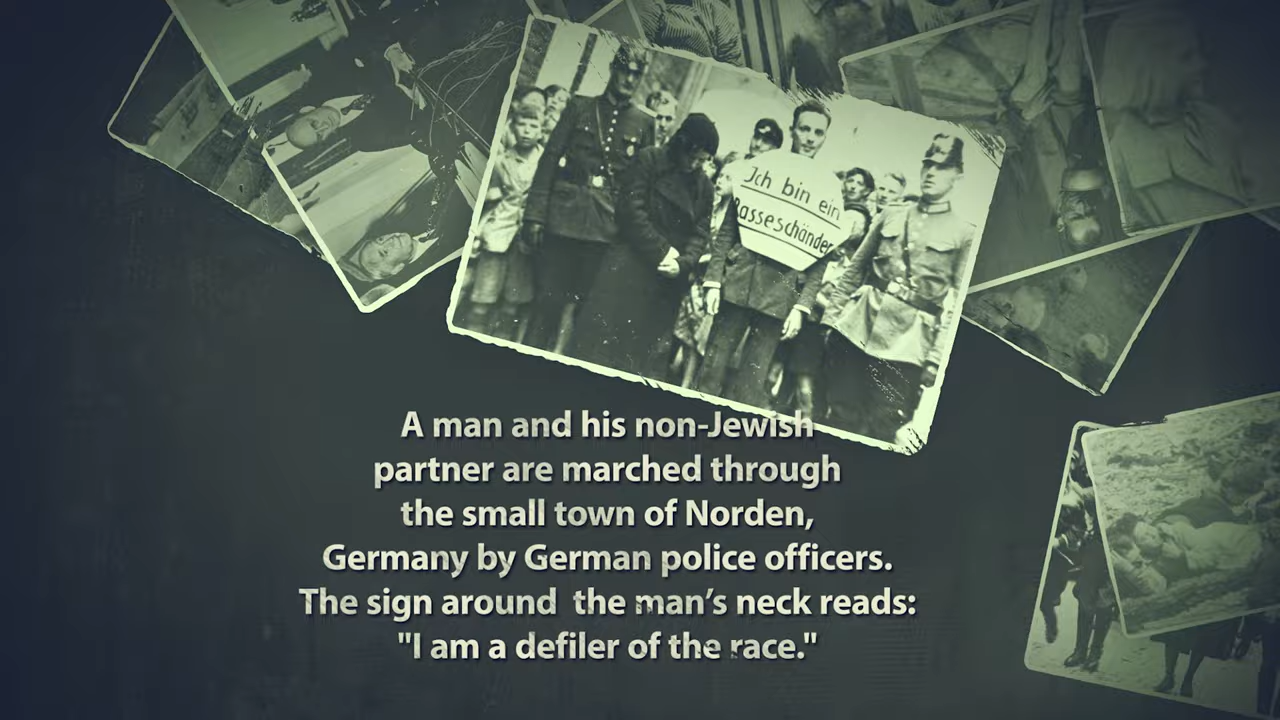 Ich bin ein
Rasseschänder
A man and his non-Jewish
partner are marched through
the small town of Norden,
Germany by German police officers.
The sign around the man’s neck reads:
"I am a defiler of the race."